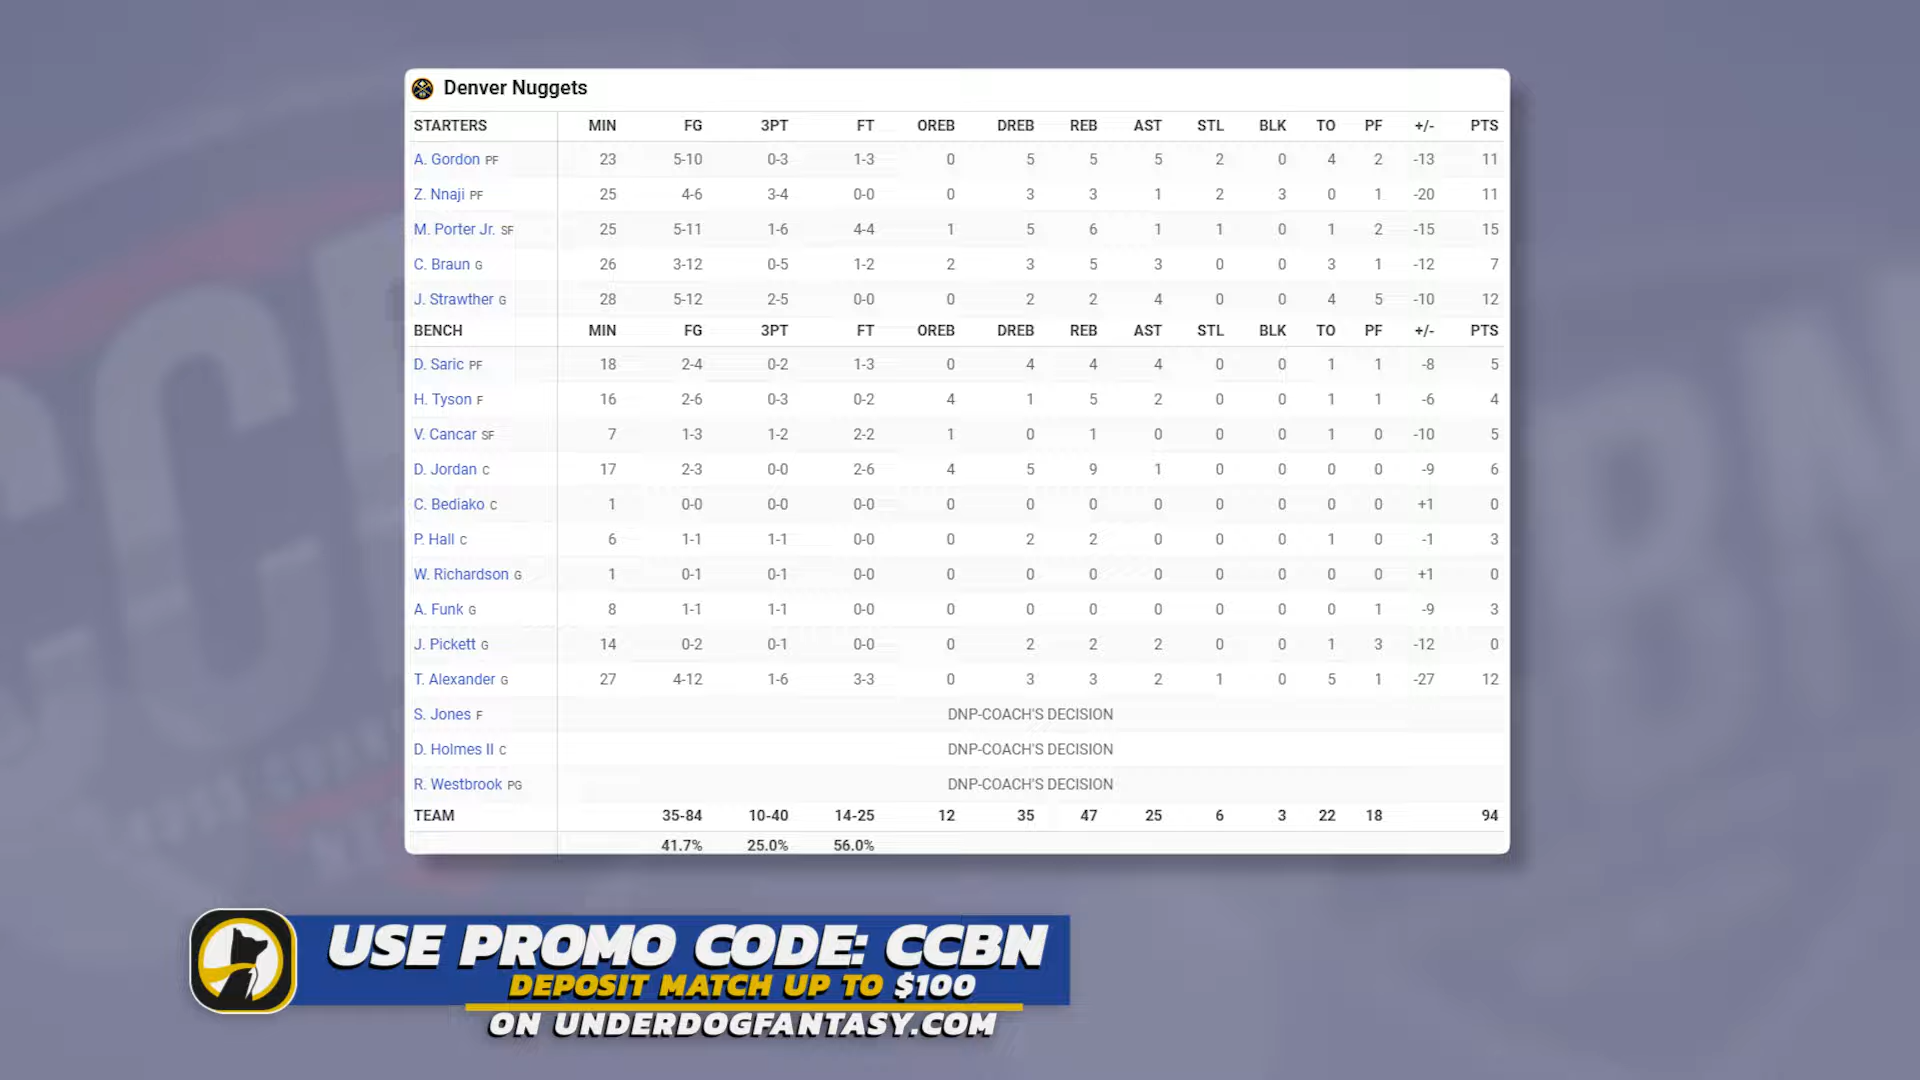 Denver Nuggets
STARTERS MIN FG 3PT FT OREB DREB REB AST STL BLK TO PF +/- PTS
A. Gordon PF 23 5-10 0-3 1-3 0 5 5 5 2 0 4 2 -13 11
Z. Nnaji PF 25 4-6 3-4 0-0 0 3 3 1 2 3 0 1 -20 11
M. Porter Jr. SF 25 5-11 1-6 4-4 1 5 6 1 1 0 1 2 -15 15
C. Braun G 26 3-12 0-5 1-2 2 3 5 3 0 0 3 1 -12 7
J. Strawther G 28 5-12 2-5 0-0 0 2 2 4 0 0 4 5 -10 12
BENCH MIN FG 3PT FT OREB DREB REB AST STL BLK TO PF +/- PTS
D. Saric PF 18 2-4 0-2 1-3 0 4 4 4 0 0 1 1 -8 5
H. Tyson F 16 2-6 0-3 0-2 4 1 5 2 0 0 1 1 -6 4
V. Cancar SF 7 1-3 1-2 2-2 1 0 1 0 0 0 1 0 -10 5
D. Jordan C 17 2-3 0-0 2-6 4 5 9 1 0 0 0 0 -9 6
C. Bediako C 1 0-0 0-0 0-0 0 0 0 0 0 0 0 0 +1 0
P. Hall C 6 1-1 1-1 0-0 0 2 2 0 0 0 1 0 -1 3
W. Richardson G 1 0-1 0-1 0-0 0 0 0 0 0 0 0 0 +1 0
A. Funk G 8 1-1 1-1 0-0 0 0 0 0 0 0 0 1 -9 3
J. Pickett G 14 0-2 0-1 0-0 0 2 2 2 0 0 1 3 -12 0
T. Alexander G 27 4-12 1-6 3-3 0 3 3 2 1 0 5 1 -27 12
S. Jones F DNP-COACH'S DECISION
D. Holmes II C DNP-COACH'S DECISION
R. Westbrook PG DNP-COACH'S DECISION
TEAM 35-84 10-40 14-25 12 35 47 25 6 3 22 18 94
41.7% 25.0% 56.0%
USE PROMO CODE: CCBN
DEPOSIT MATCH UP TO $100
ON UNDERDOGFANTASY.COM